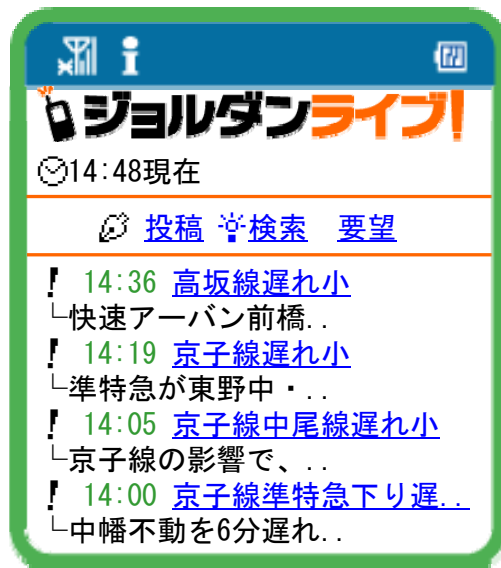 ジョルダンライブ!
14:48現在
投稿 検索 要望
14:36 高坂線遅れ小
└快速アーバン前橋..
14:19 京子線遅れ小
└準特急が東野中・..
14:05 京子線中尾線遅れ小
└京子線の影響で、..
14:00 京子線準特急下り遅..
└中幡不動を6分遅れ..